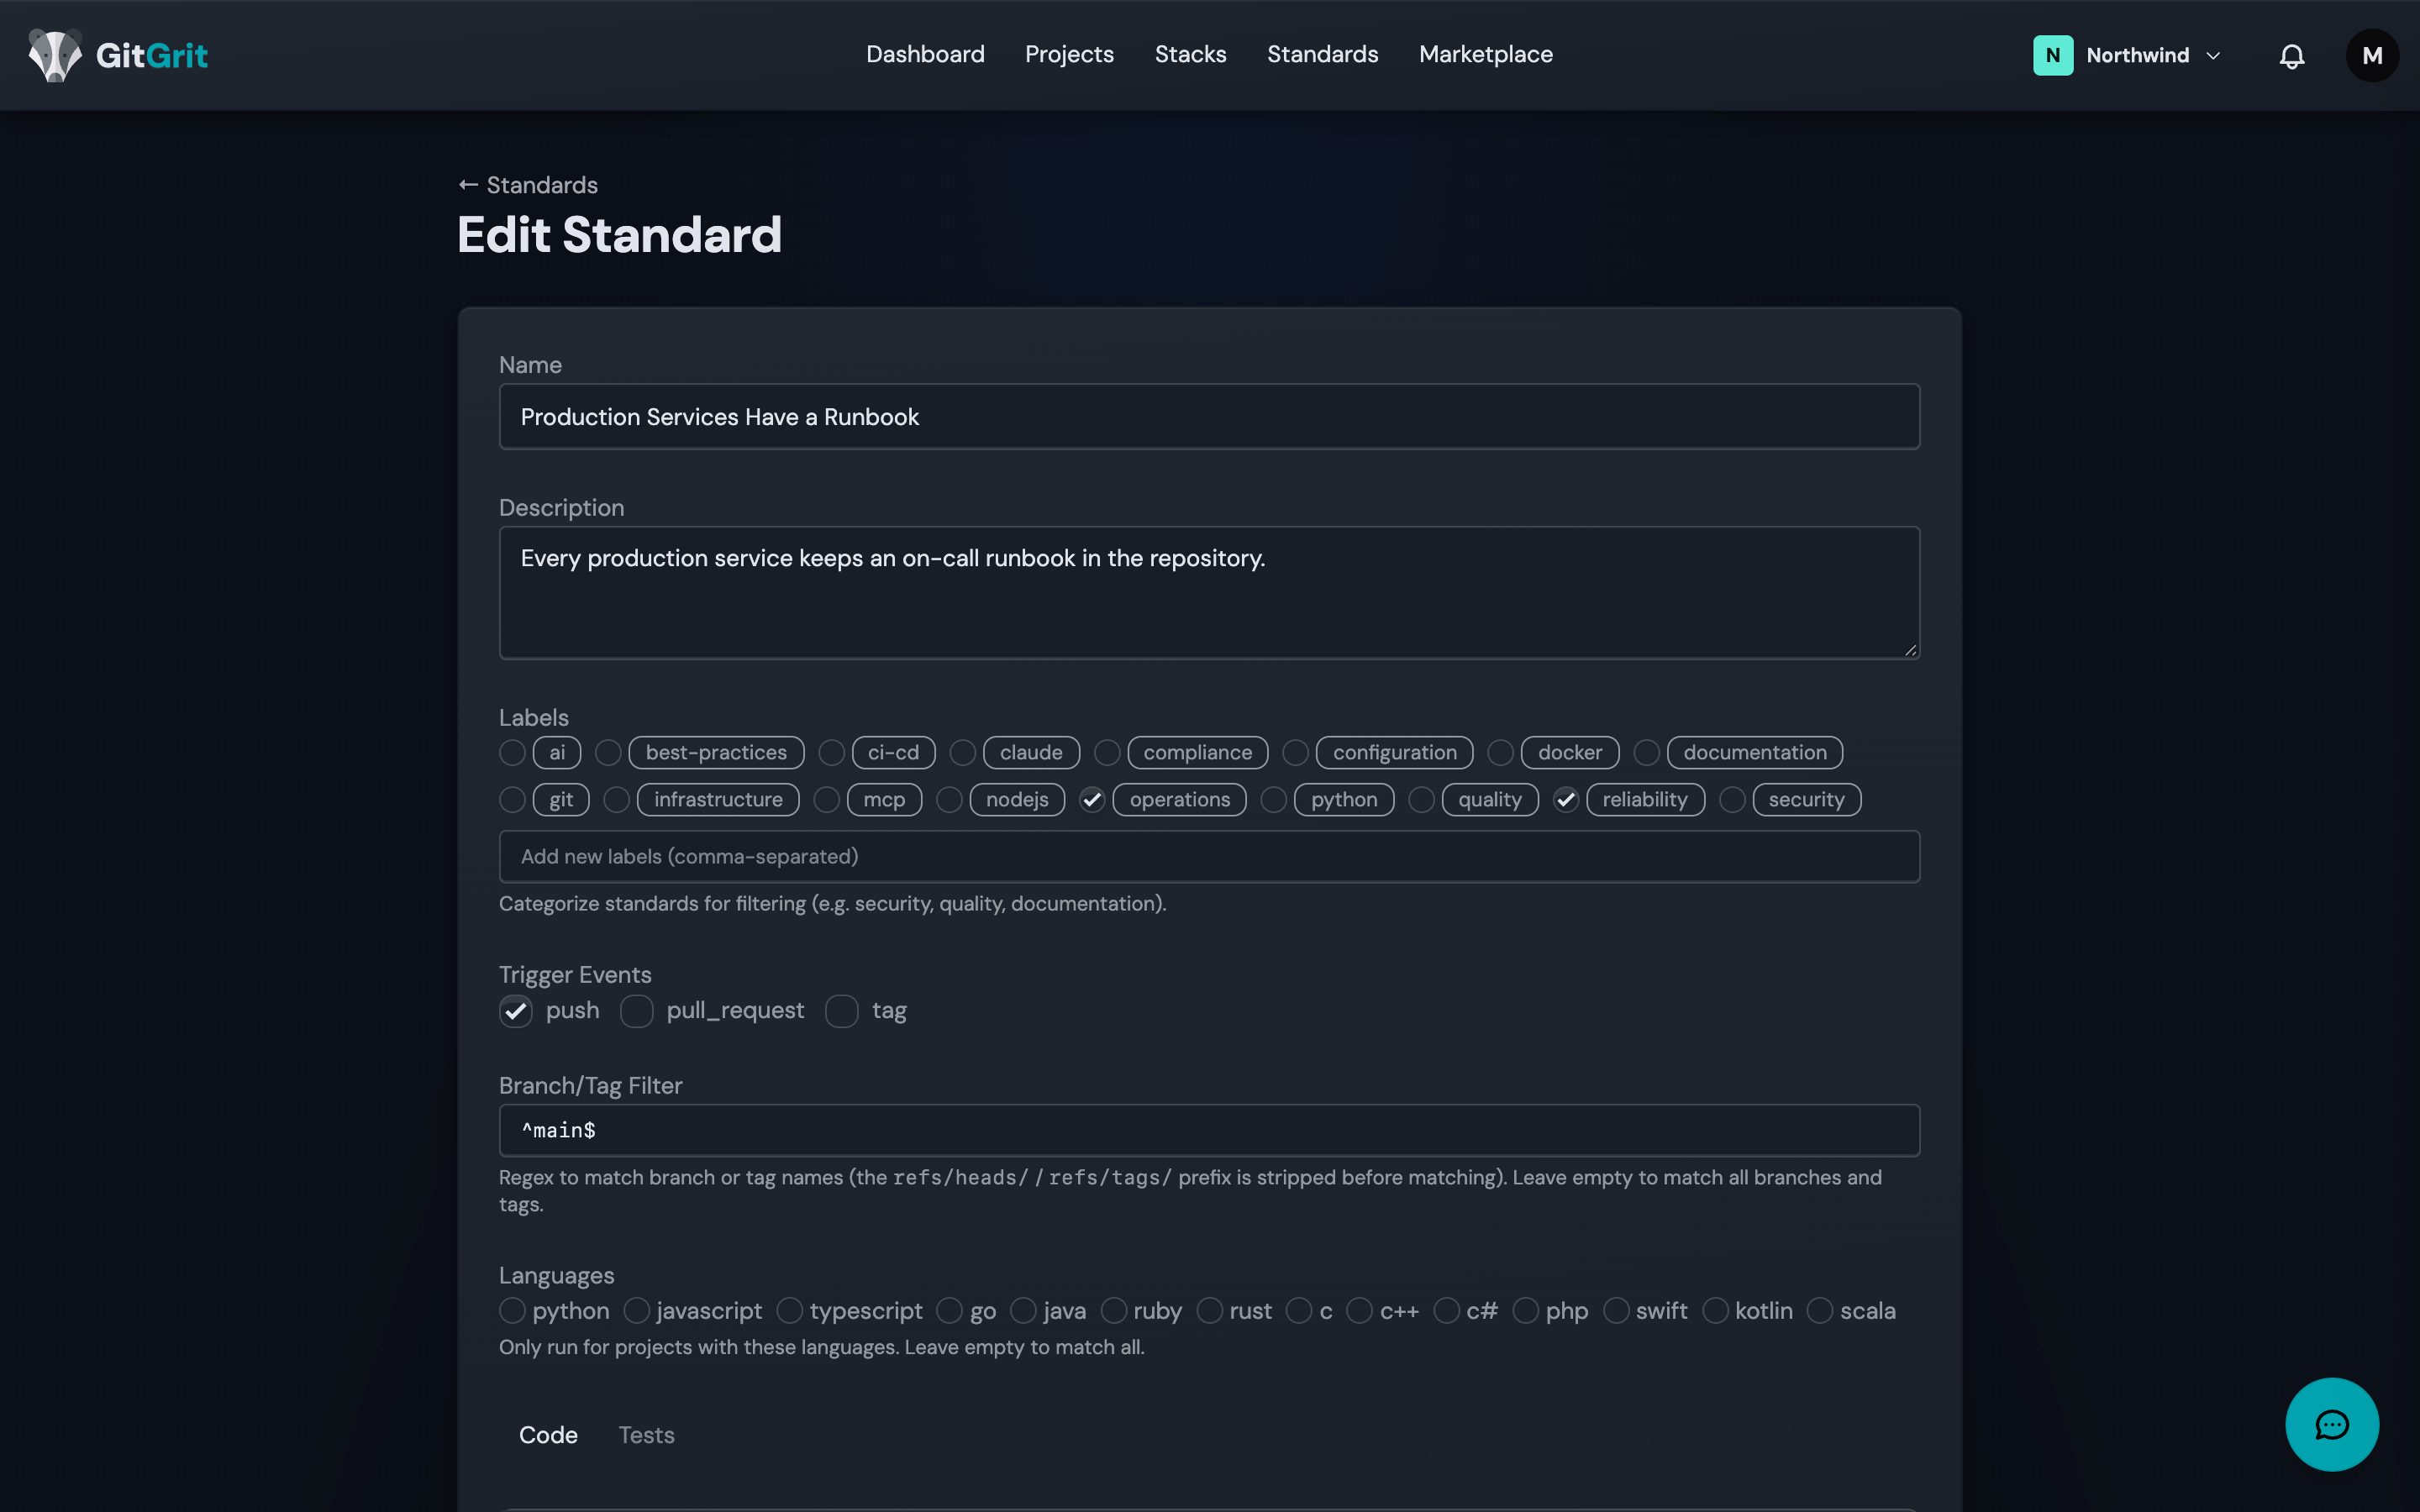 GitGrit
Dashboard Projects Stacks Standards Marketplace
N Northwind
M
← Standards
Edit Standard
Name
Production Services Have a Runbook
Description
Every production service keeps an on-call runbook in the repository.
Labels
ai best-practices ci-cd claude compliance configuration docker documentation
git infrastructure mcp nodejs operations python quality reliability security
Add new labels (comma-separated)
Categorize standards for filtering (e.g. security, quality, documentation).
Trigger Events
push pull_request tag
Branch/Tag Filter
^main$
Regex to match branch or tag names (the refs/heads/ / refs/tags/ prefix is stripped before matching). Leave empty to match all branches and
tags.
Languages
python javascript typescript go java ruby rust c c++ c# php swift kotlin scala
Only run for projects with these languages. Leave empty to match all.
Code Tests